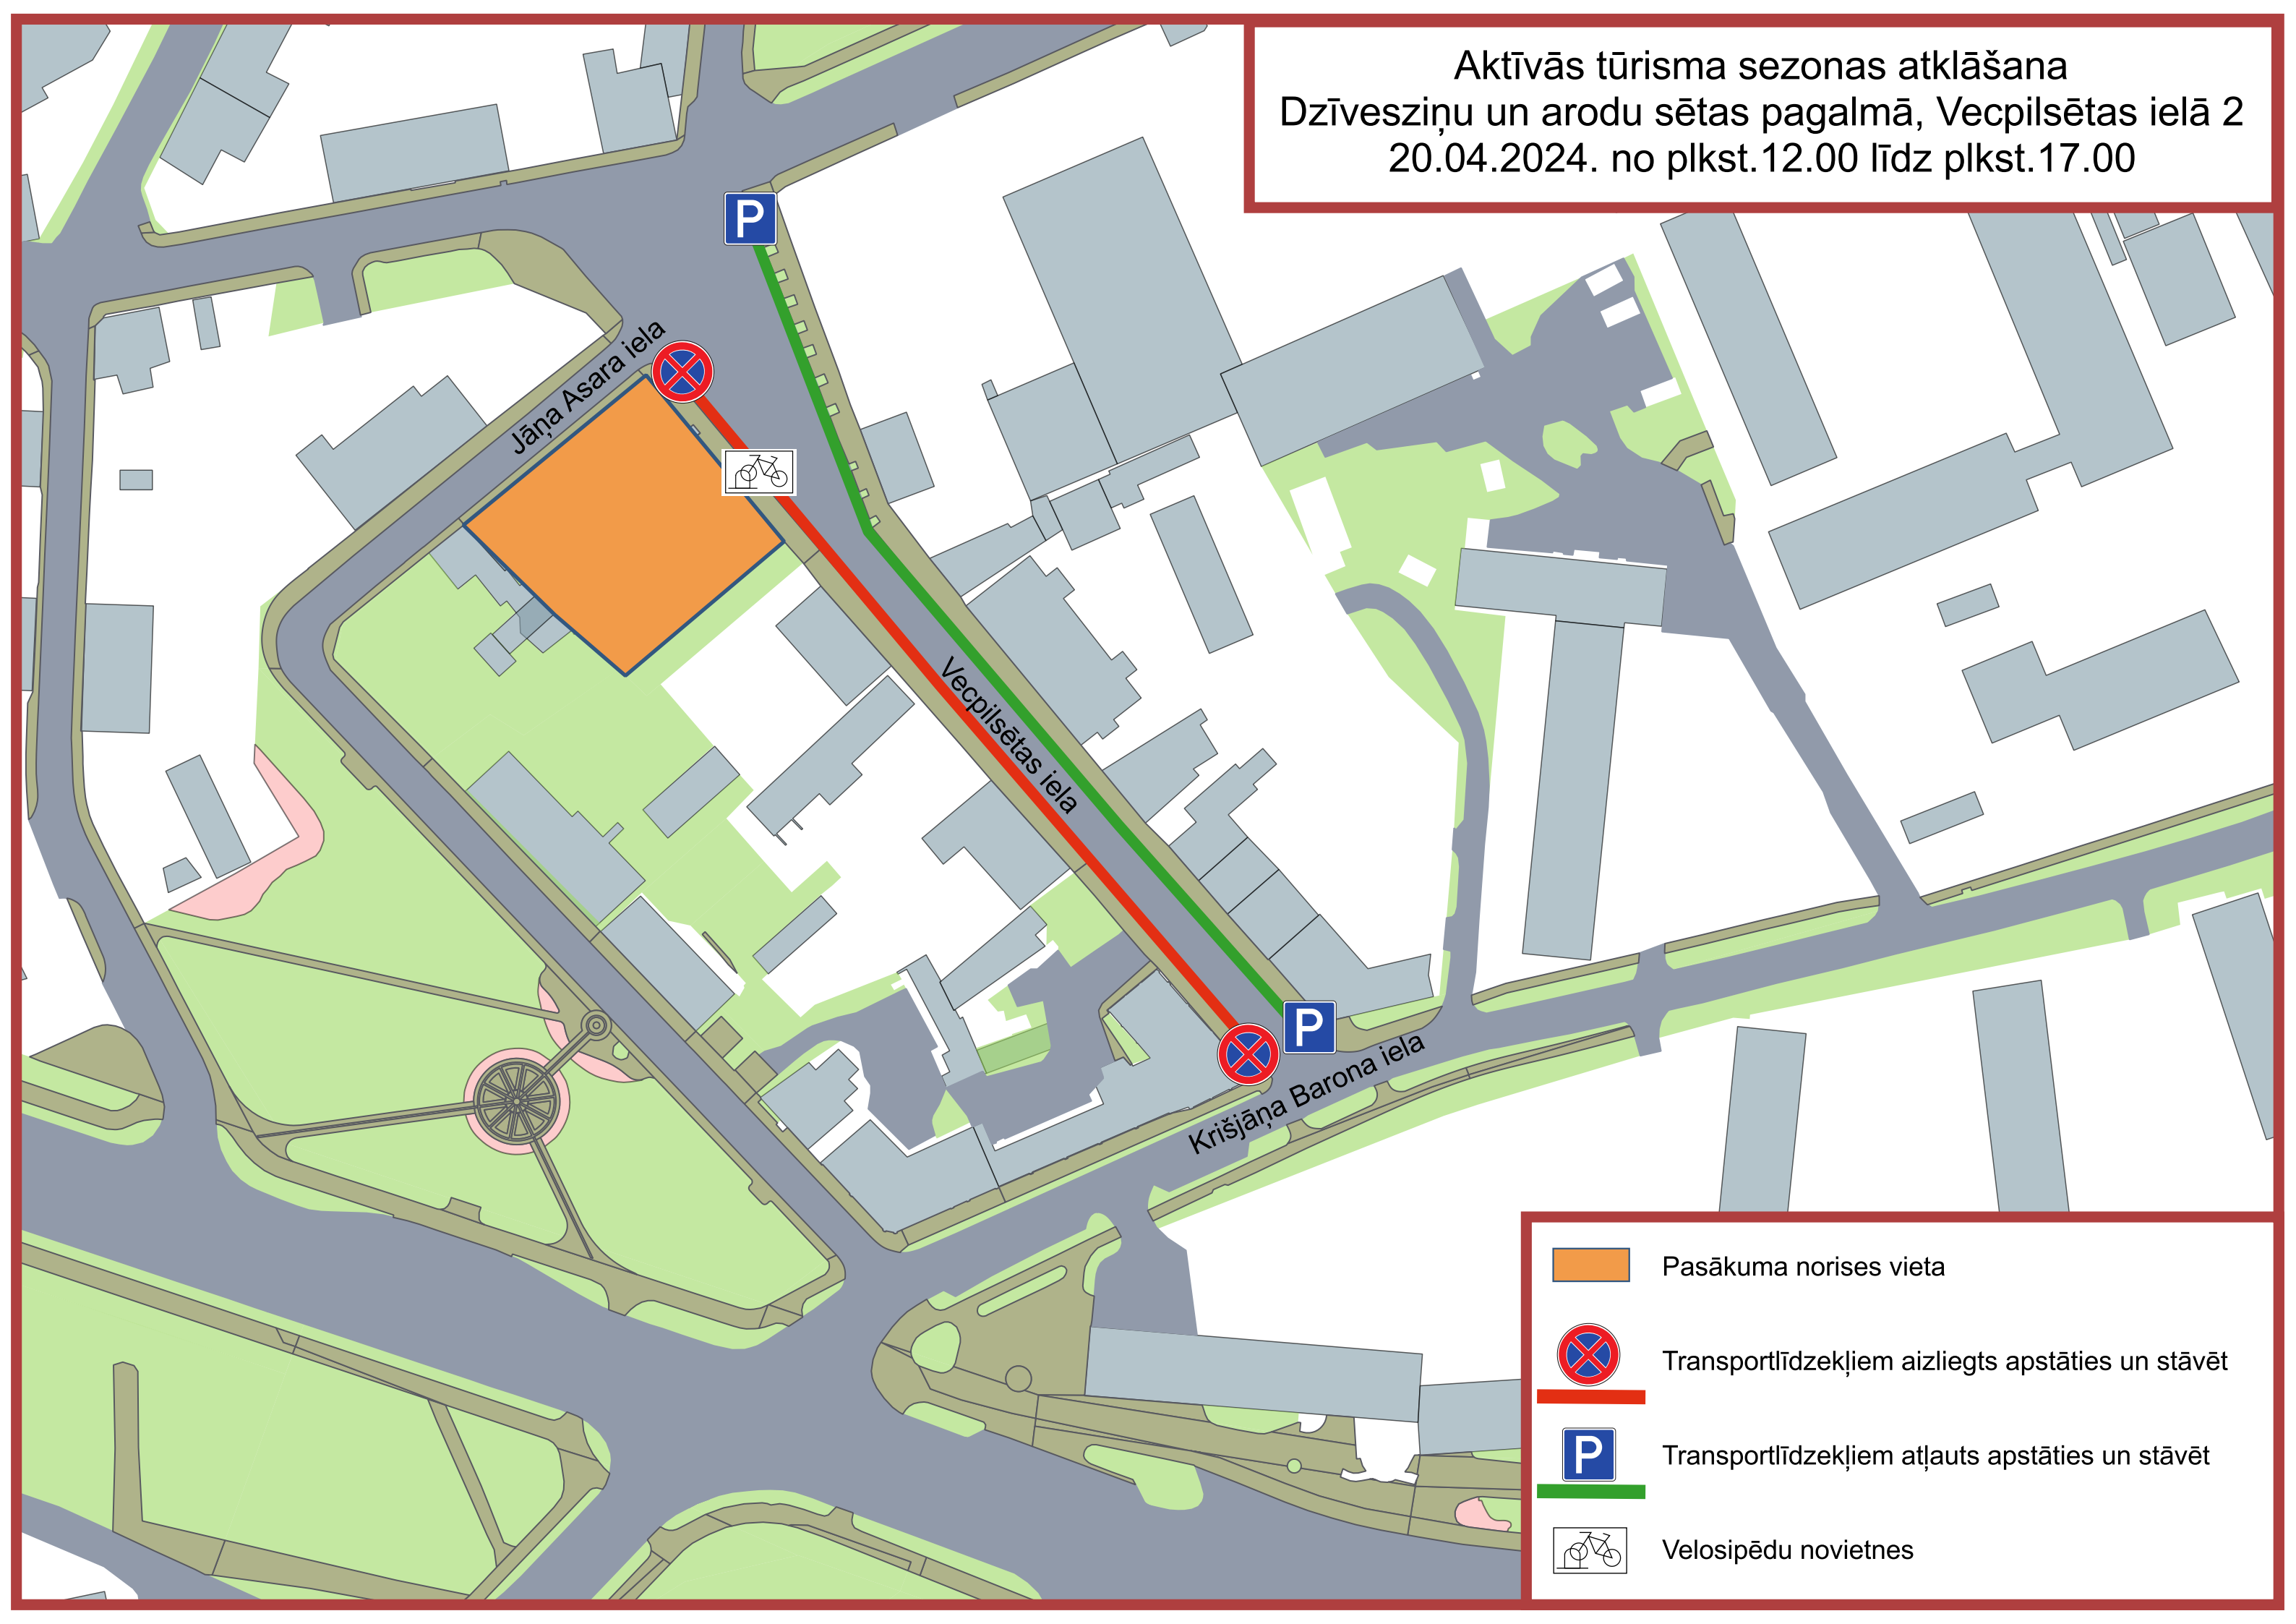 Aktīvās tūrisma sezonas atklāšana
Dzīvesziņu un arodu sētas pagalmā, Vecpilsētas ielā 2
20.04.2024. no plkst.12.00 līdz plkst.17.00
P
Jāņa Asara iela
Vecpilsētas iela
P
Krišjāņa Barona iela
Pasākuma norises vieta
Transportlīdzekļiem aizliegts apstāties un stāvēt
P
Transportlīdzekļiem atļauts apstāties un stāvēt
Velosipēdu novietnes